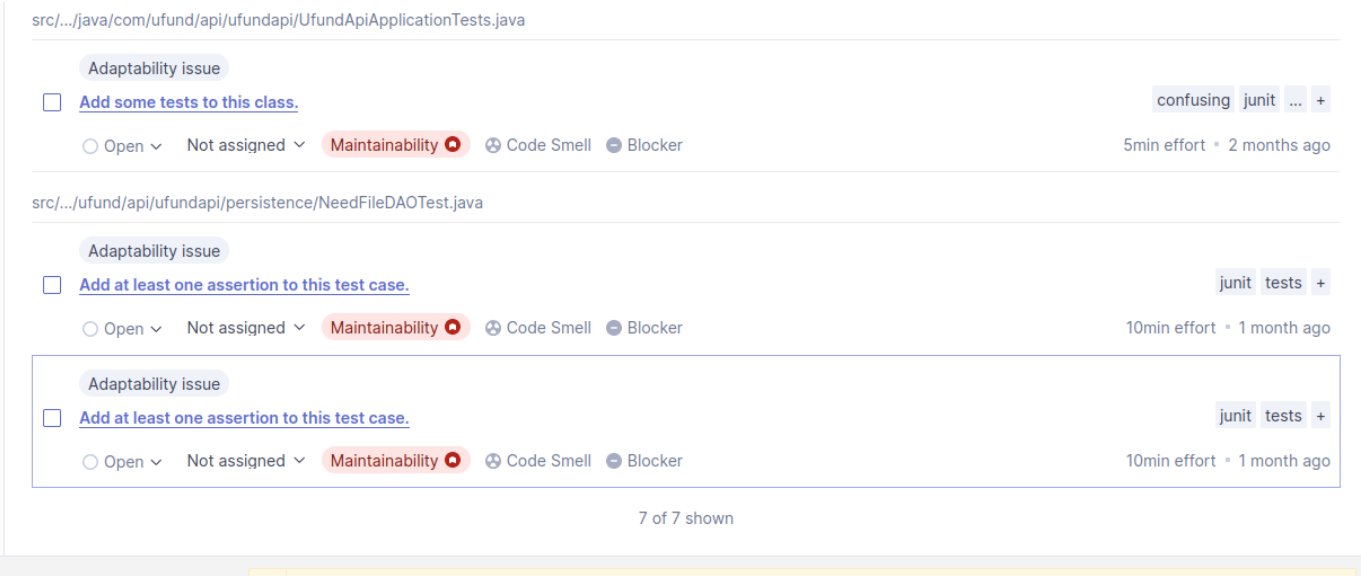 src/.../java/com/ufund/api/ufundapi/UfundApiApplicationTests.java
Adaptability issue
Add some tests to this class. confusing junit ... +
Open Not assigned Maintainability Code Smell Blocker 5min effort • 2 months ago
src/.../ufund/api/ufundapi/persistence/NeedFileDAOTest.java
Adaptability issue
Add at least one assertion to this test case. junit tests +
Open Not assigned Maintainability Code Smell Blocker 10min effort • 1 month ago
Adaptability issue
Add at least one assertion to this test case. junit tests +
Open Not assigned Maintainability Code Smell Blocker 10min effort • 1 month ago
7 of 7 shown